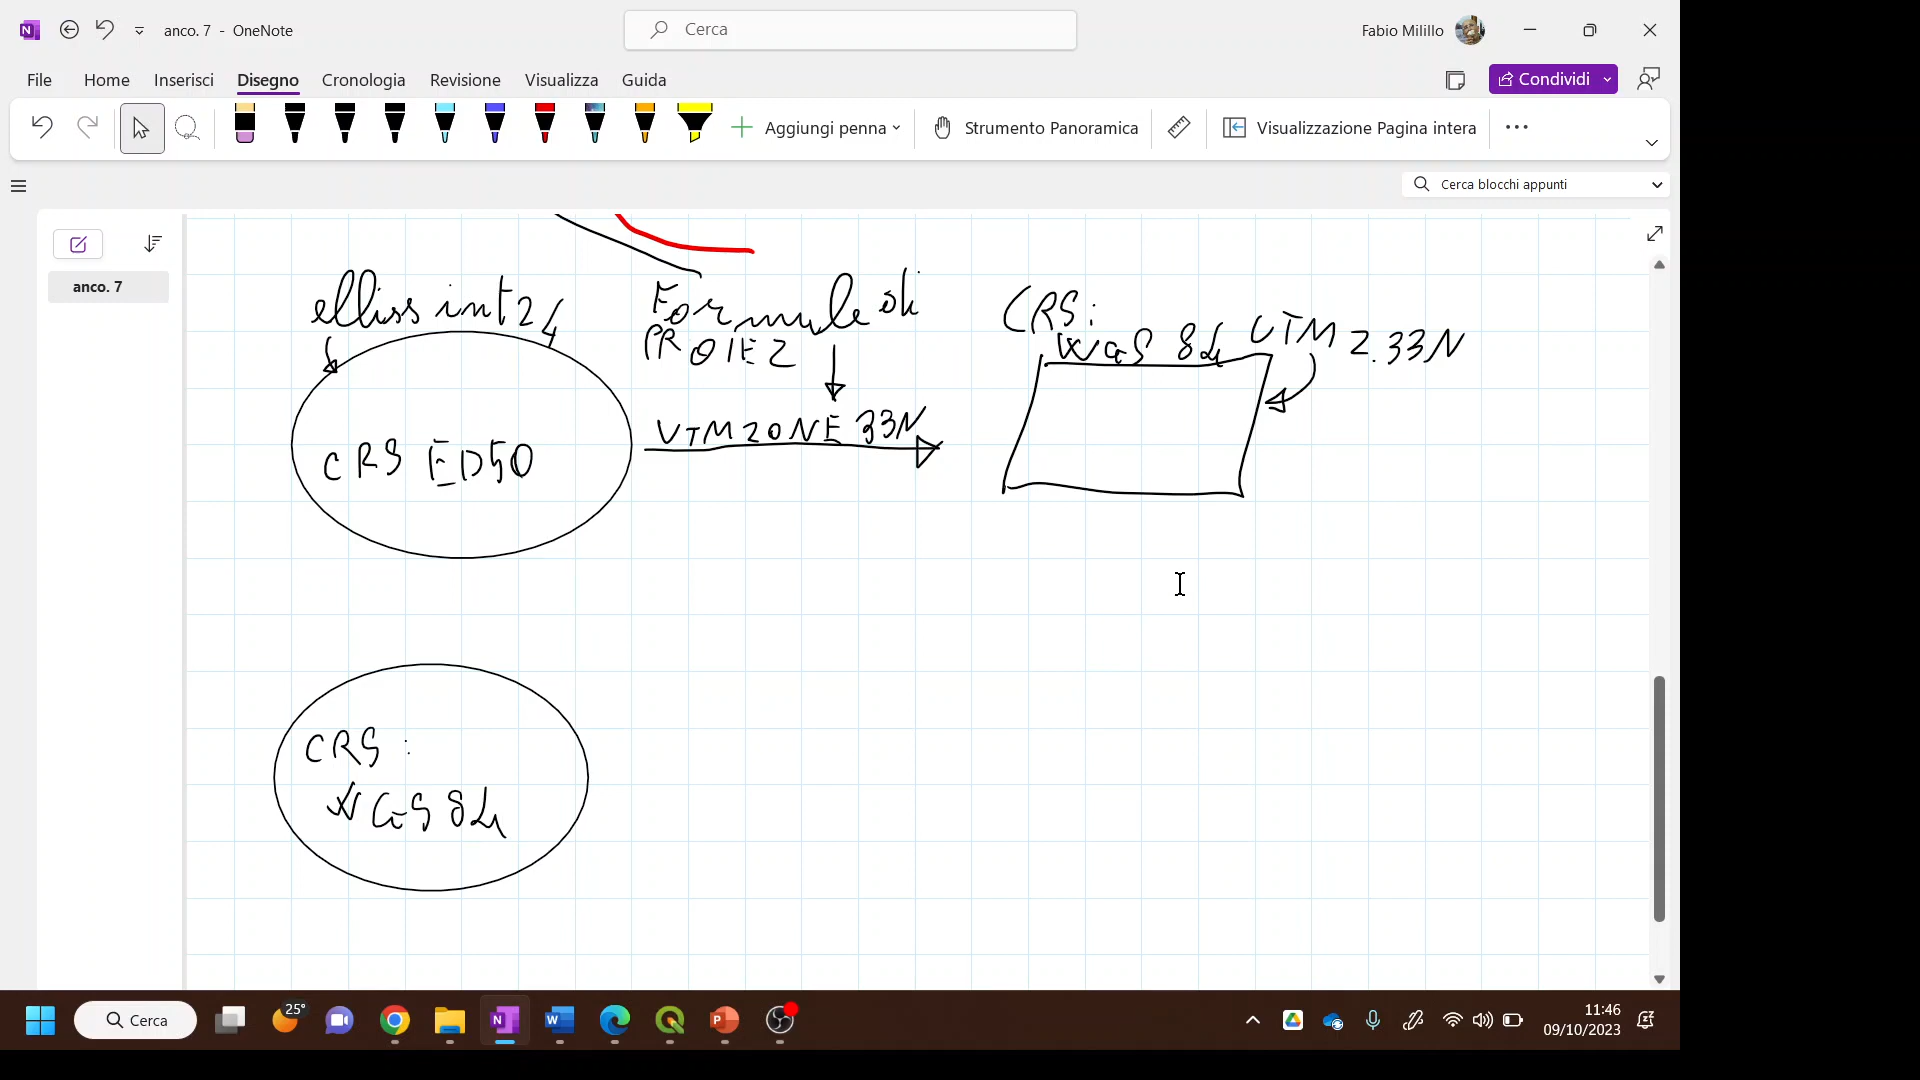 anco. 7 - OneNote
Cerca
Fabio Milillo
File Home Inserisci Disegno Cronologia Revisione Visualizza Guida
Condividi
Aggiungi penna
Strumento Panoramica
Visualizzazione Pagina intera
Cerca blocchi appunti
anco. 7
elliss int 24
Formule di
PROIEZ
CRS:
WGS 84 UTM Z. 33N
CRS ED50
UTM ZONE 33N
CRS :
WGS 84
25°
Cerca
11:46
09/10/2023